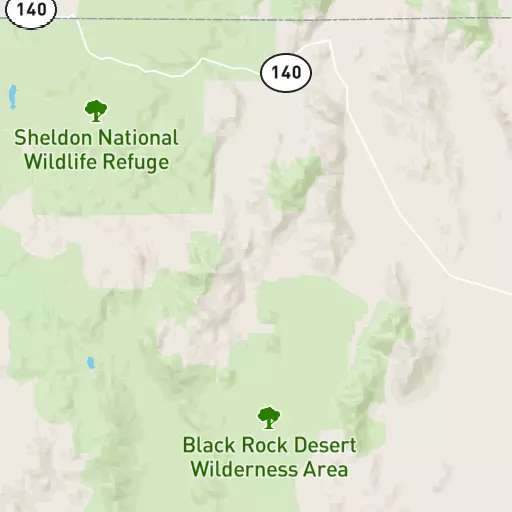 140
140
Sheldon National
Wildlife Refuge
Black Rock Desert
Wilderness Area